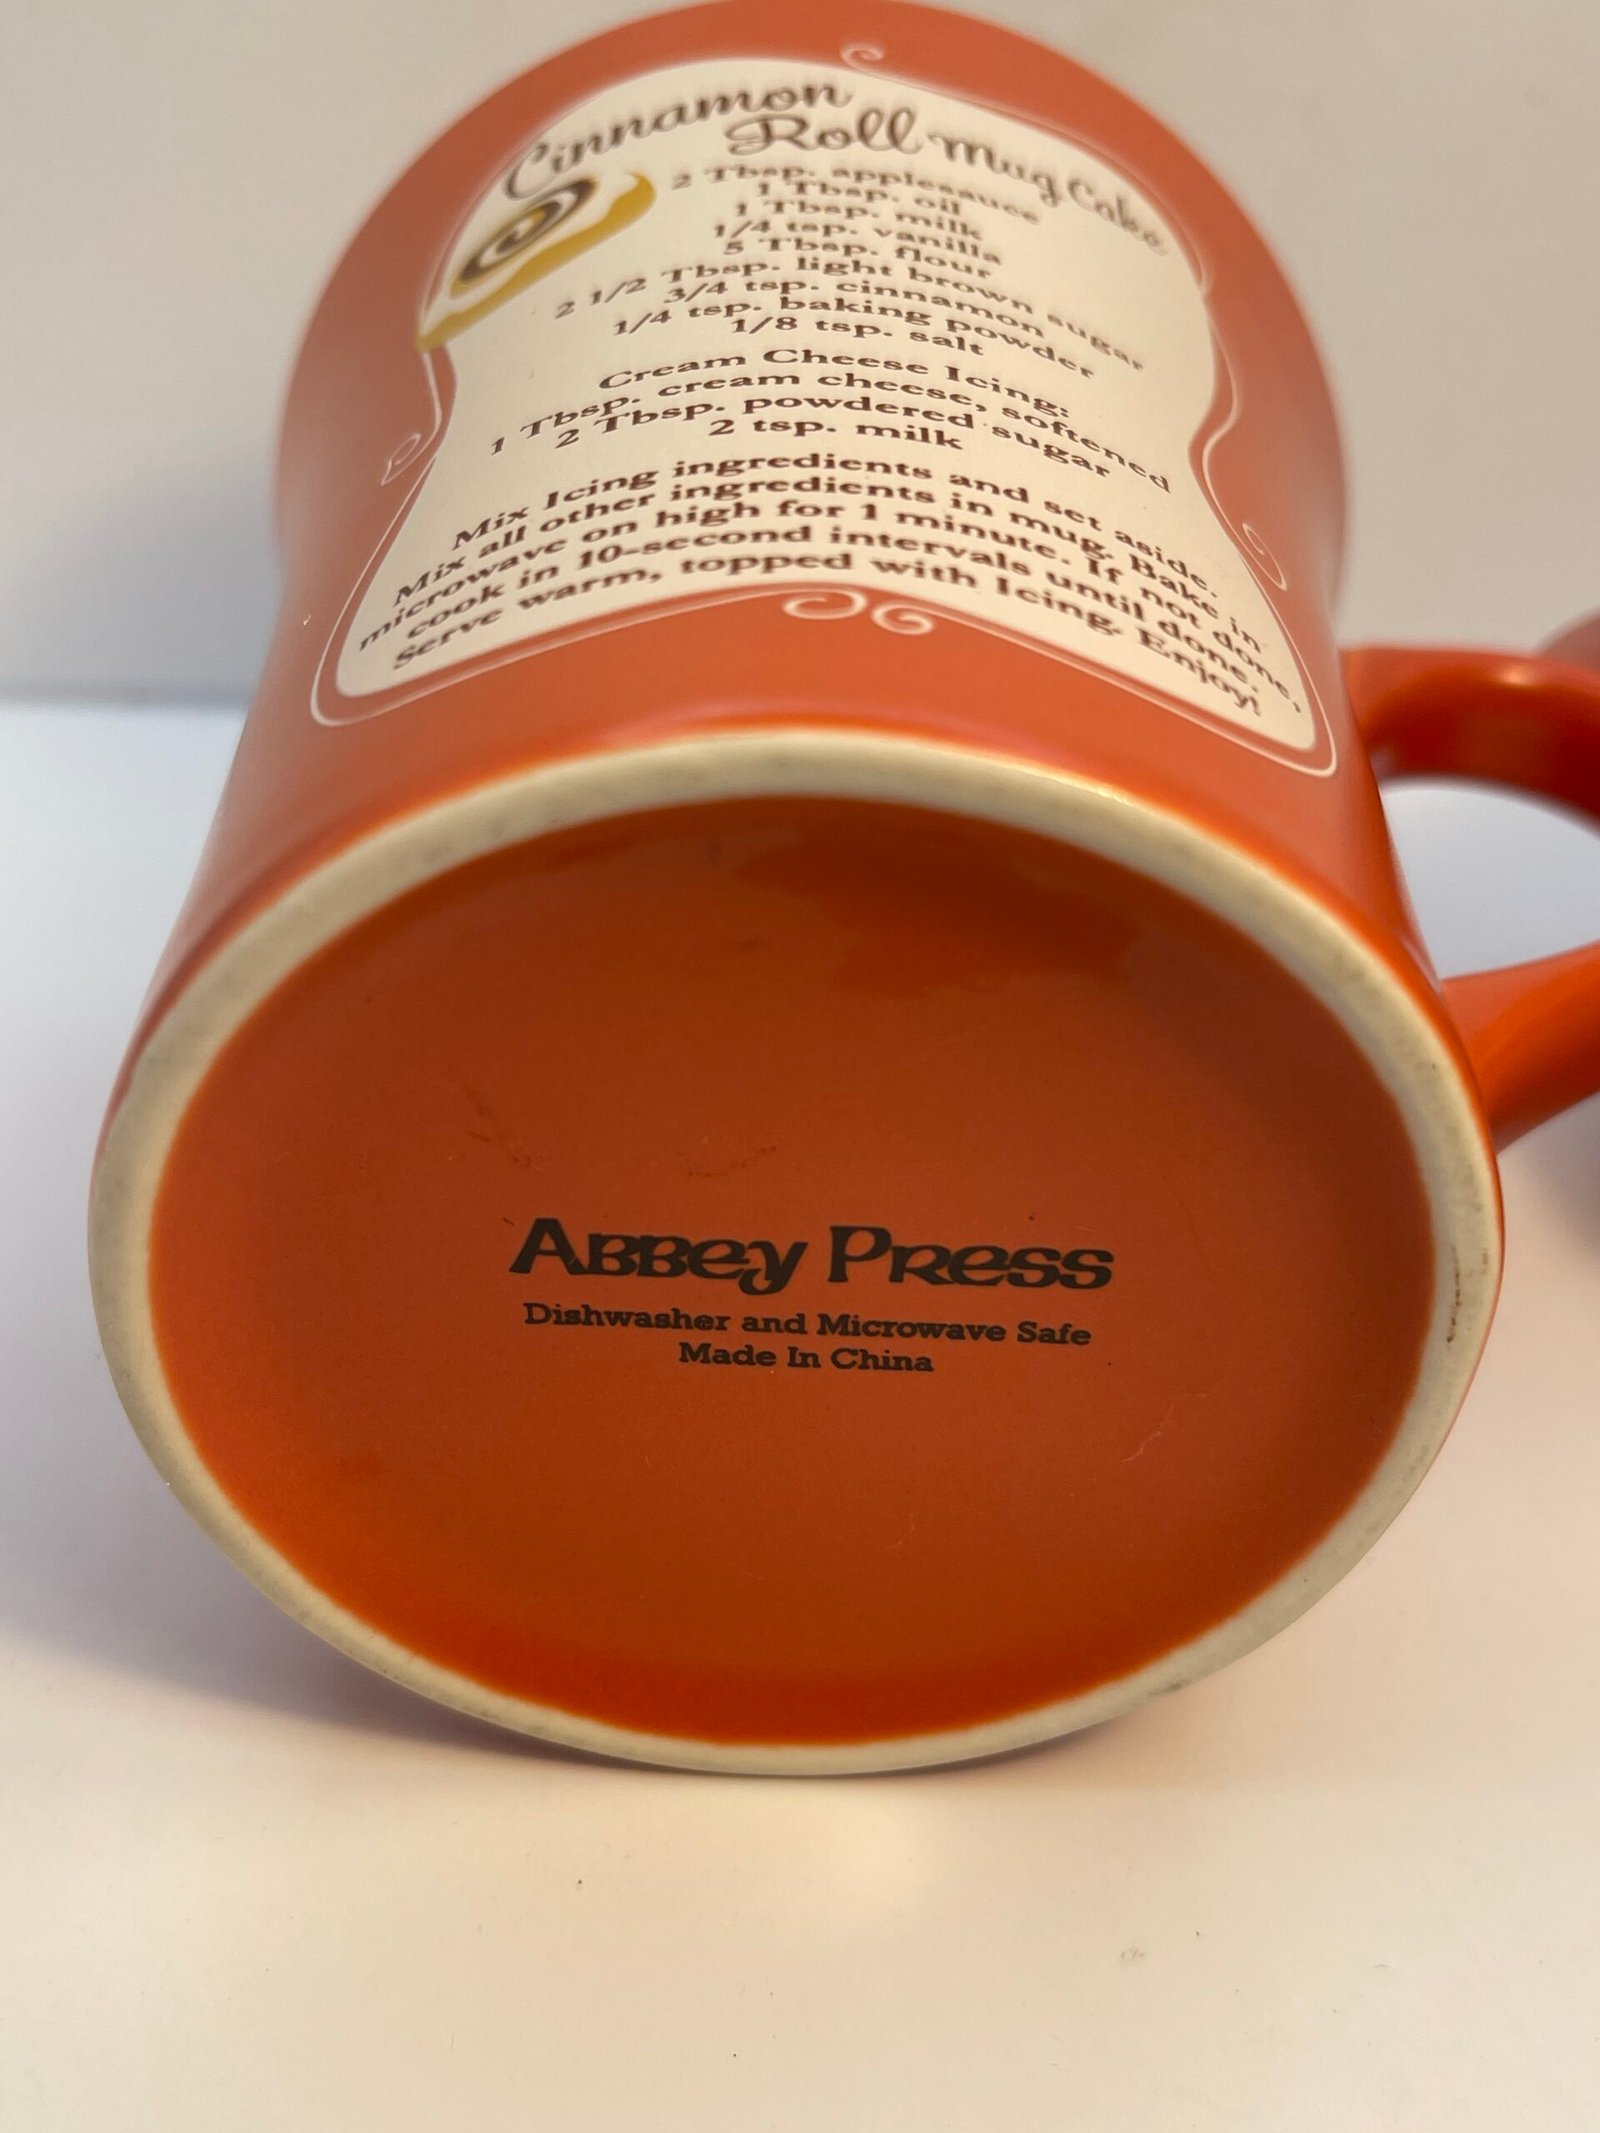 Cinnamon
Roll Mug Cake
2 Tbsp. applesauce
1 Tbsp. oil
1 Tbsp. milk
1/4 tsp. vanilla
5 Tbsp. flour
2 1/2 Tbsp. light brown sugar
3/4 tsp. cinnamon
1/4 tsp. baking powder
1/8 tsp. salt
Cream Cheese Icing:
1 Tbsp. cream cheese, softened
2 Tbsp. powdered sugar
2 tsp. milk
Mix Icing ingredients and set aside.
Mix all other ingredients in mug. Bake in
microwave on high for 1 minute. If not done,
cook in 10-second intervals until done.
Serve warm, topped with Icing. Enjoy!
Abbey Press
Dishwasher and Microwave Safe
Made In China